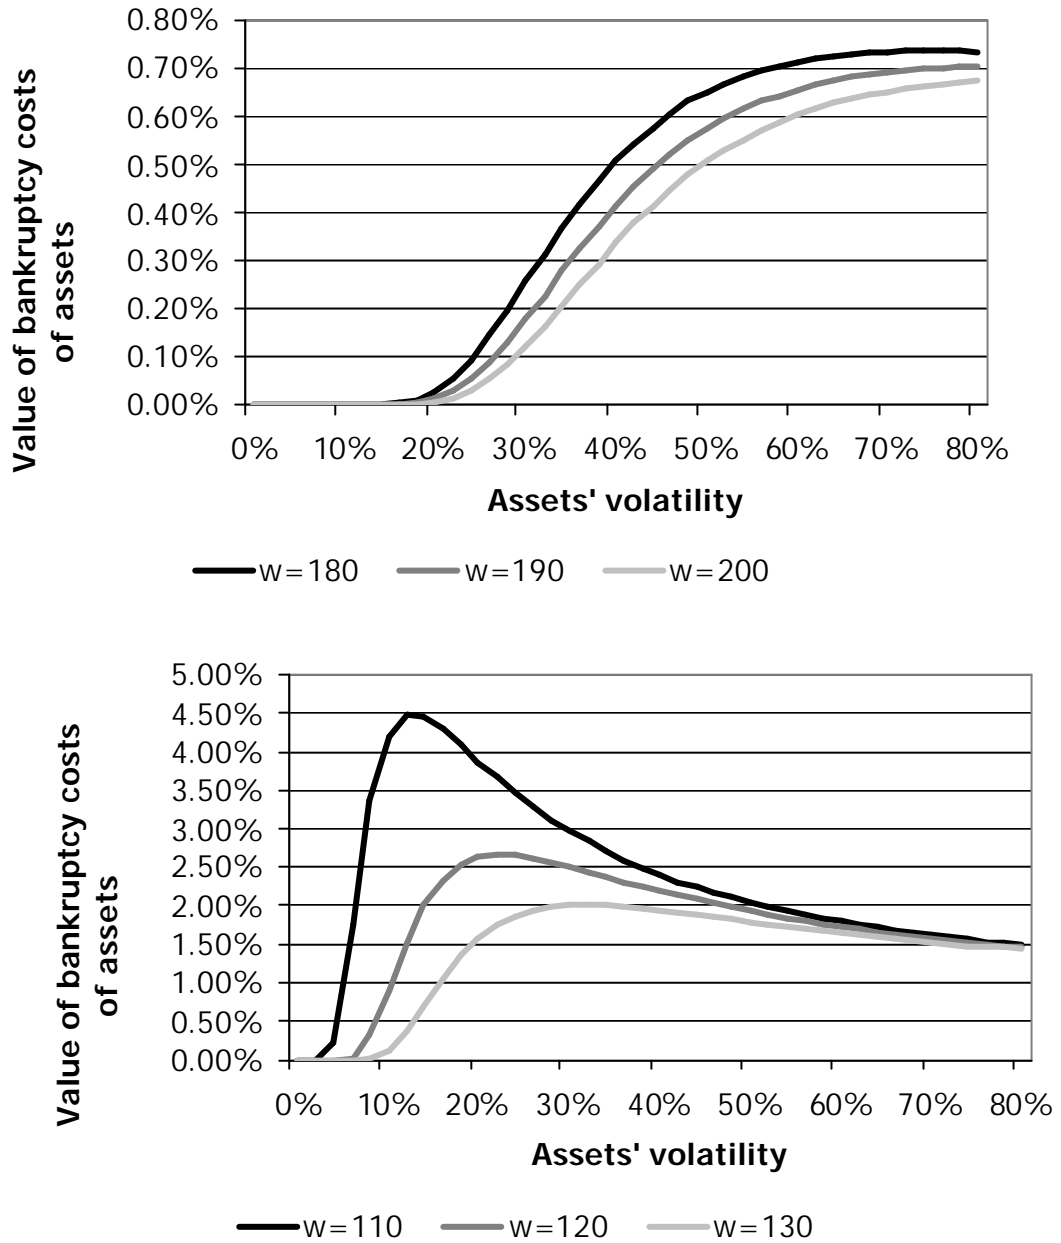 Value of bankruptcy costs
of assets
0.80%
0.70%
0.60%
0.50%
0.40%
0.30%
0.20%
0.10%
0.00%
0% 10% 20% 30% 40% 50% 60% 70% 80%
Assets' volatility
w=180 w=190 w=200
Value of bankruptcy costs
of assets
5.00%
4.50%
4.00%
3.50%
3.00%
2.50%
2.00%
1.50%
1.00%
0.50%
0.00%
0% 10% 20% 30% 40% 50% 60% 70% 80%
Assets' volatility
w=110 w=120 w=130